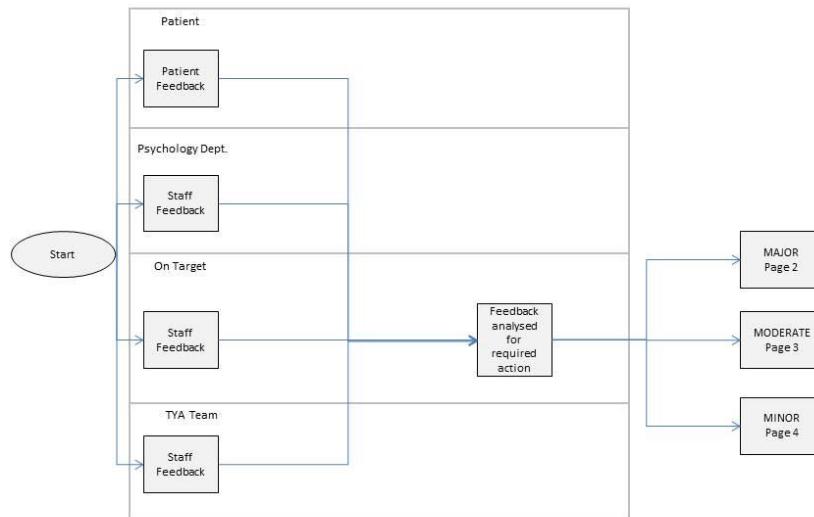 Patient
Patient
Feedback
Psychology Dept.
Staff
Feedback
Start
On Target
Staff
Feedback
Feedback
analysed
for
required
action
MAJOR
Page 2
MODERATE
Page 3
MINOR
Page 4
TYA Team
Staff
Feedback